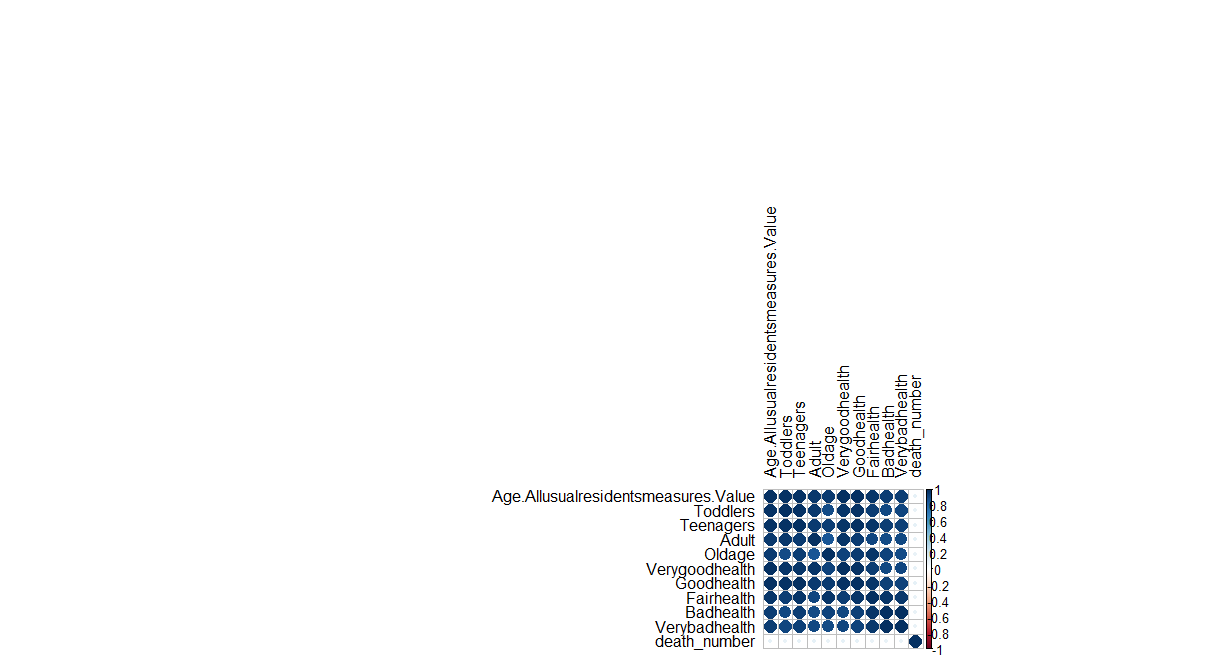 Age.Allusualresidentsmeasures.Value
Toddlers
Teenagers
Adult
Oldage
Verygoodhealth
Goodhealth
Fairhealth
Badhealth
Verybadhealth
death_number
Age.Allusualresidentsmeasures.Value
Toddlers
Teenagers
Adult
Oldage
Verygoodhealth
Goodhealth
Fairhealth
Badhealth
Verybadhealth
death_number
1
0.8
0.6
0.4
0.2
0
-0.2
-0.4
-0.6
-0.8
-1